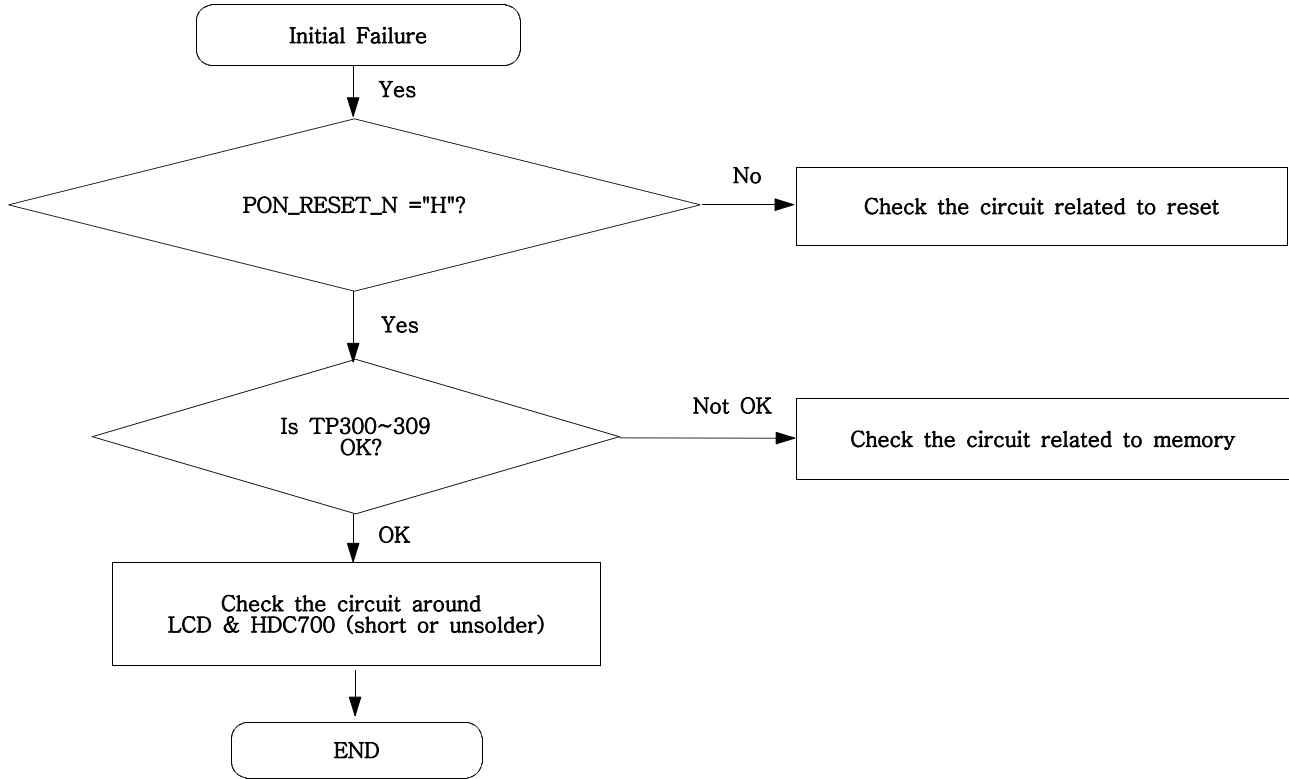 Initial Failure
Yes
PON_RESET_N ="H"?
No
Check the circuit related to reset
Yes
Is TP300~309
OK?
Not OK
Check the circuit related to memory
OK
Check the circuit around
LCD & HDC700 (short or unsolder)
END